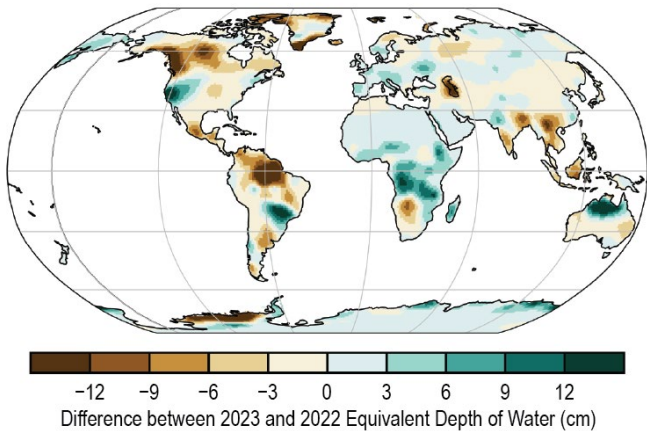 −12 −9 −6 −3 0 3 6 9 12
Difference between 2023 and 2022 Equivalent Depth of Water (cm)